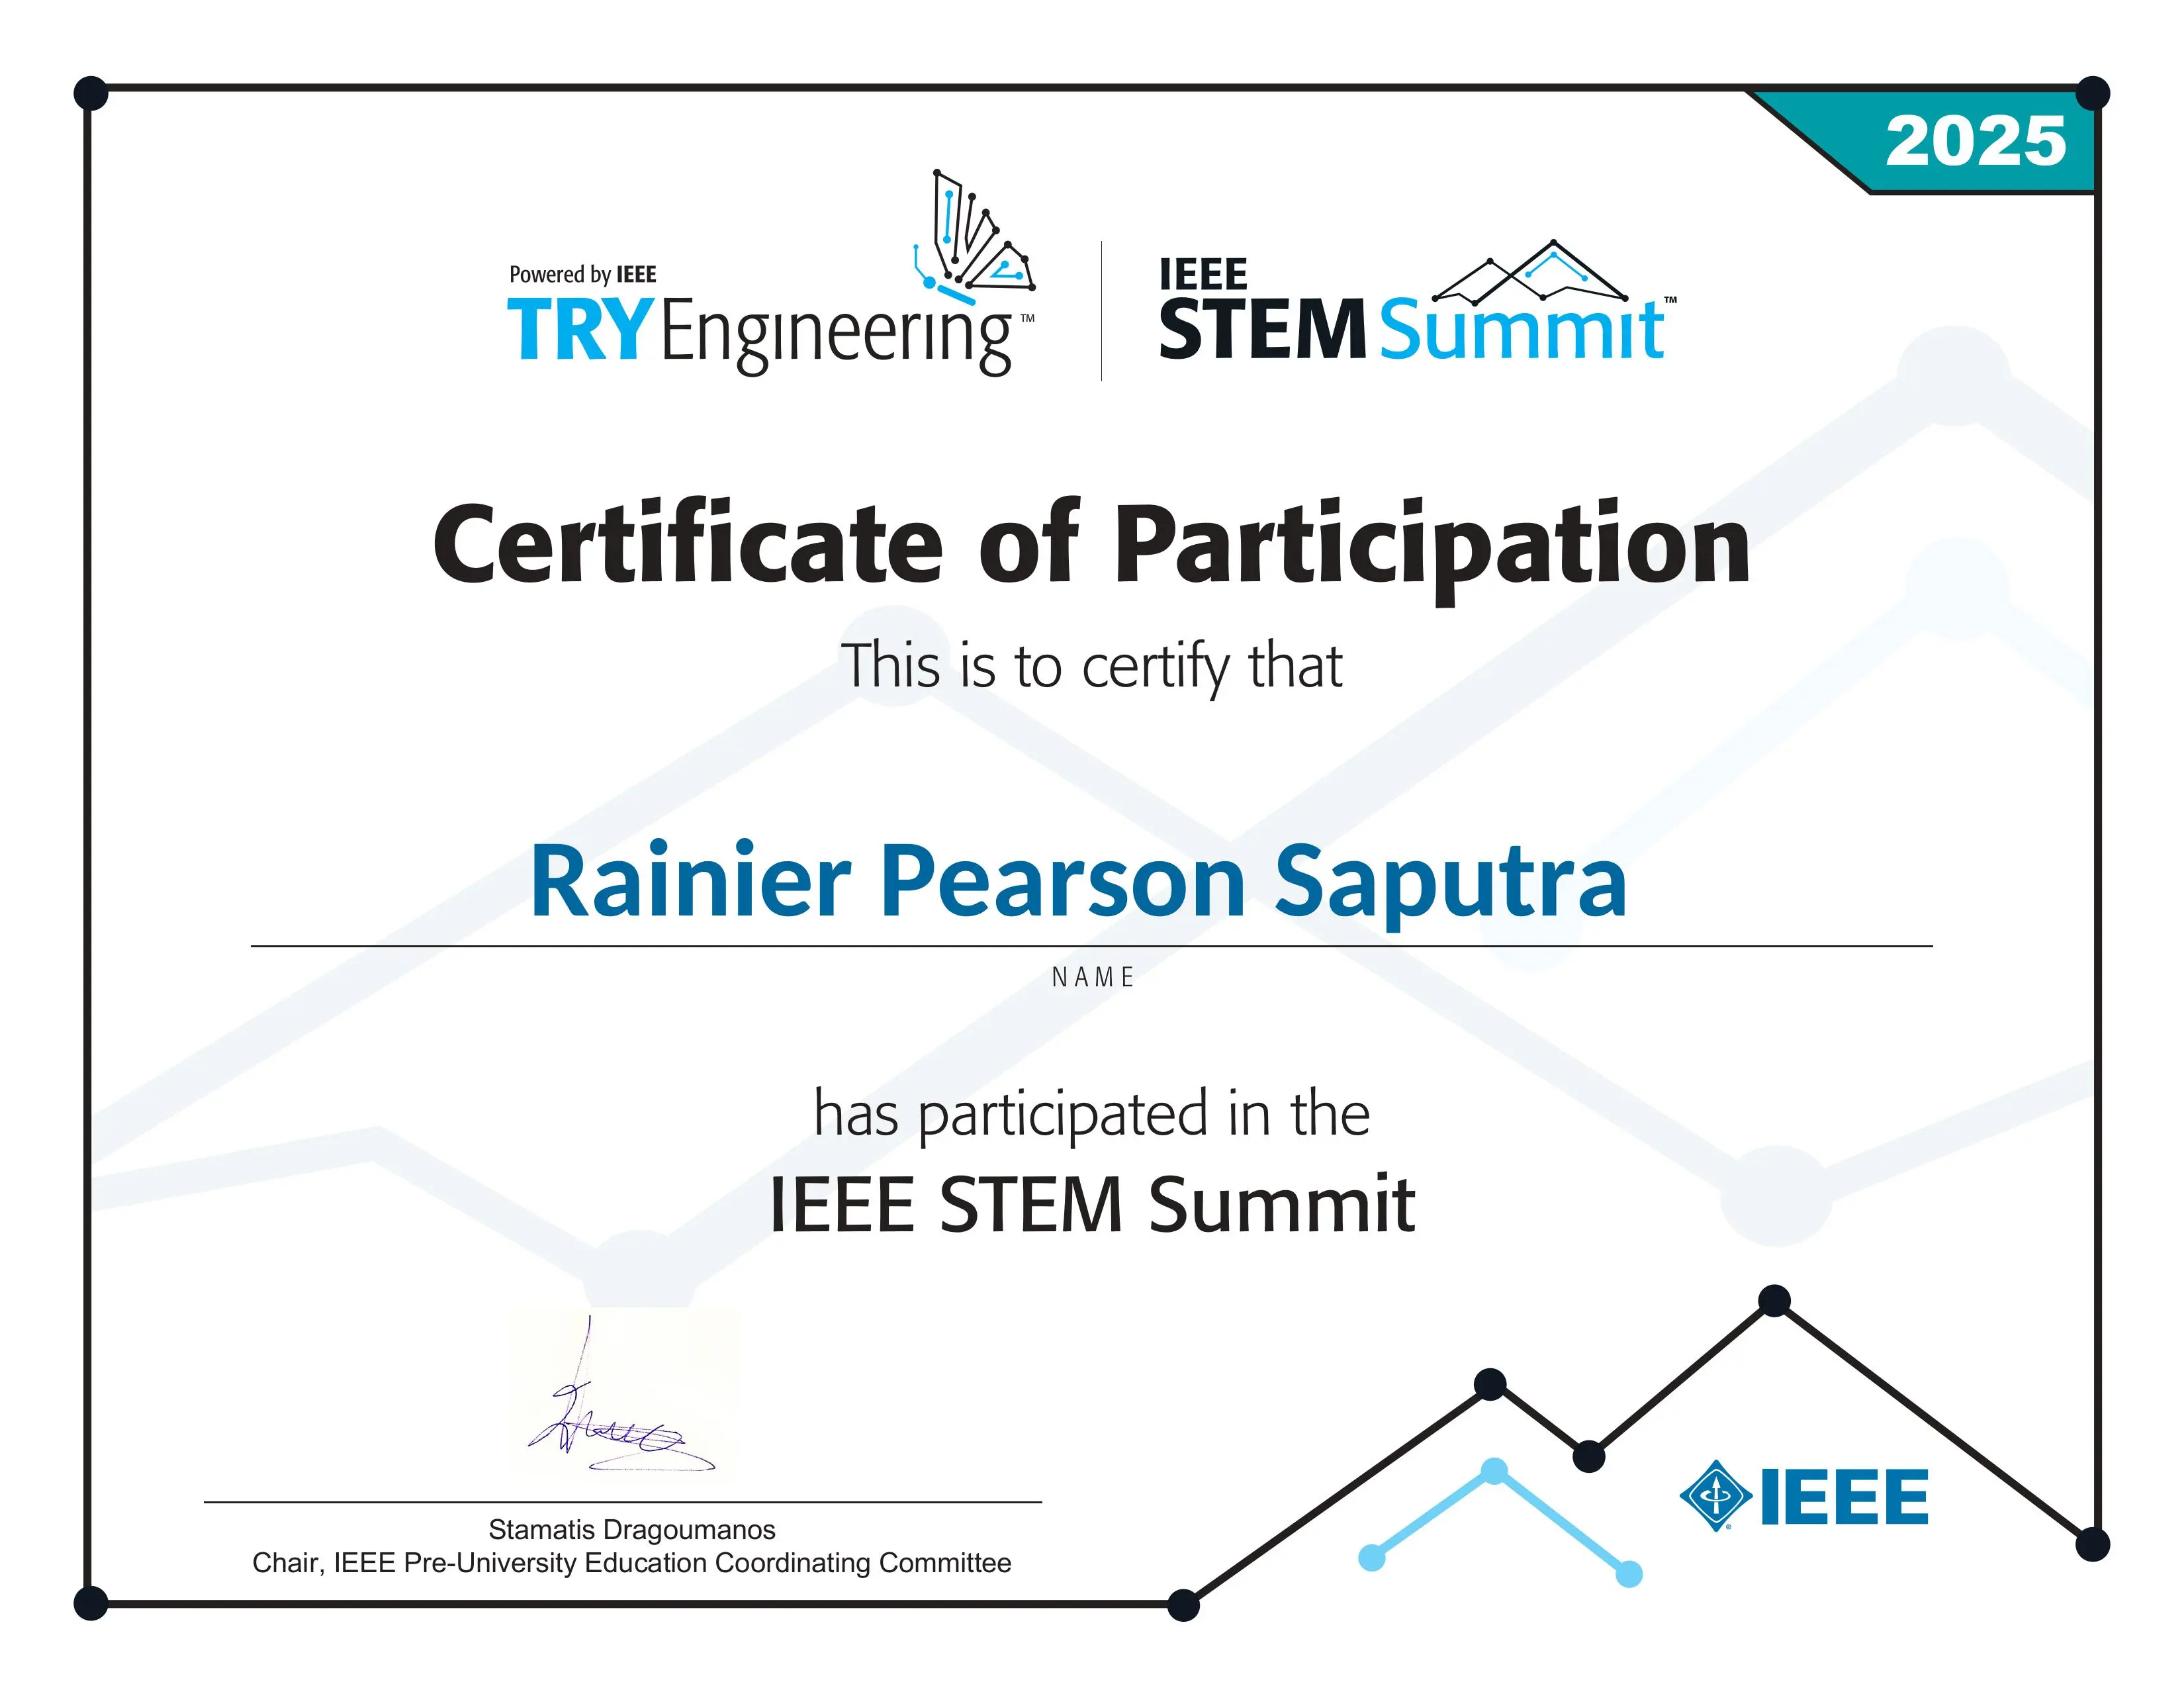 2025
Powered by IEEE
TRYEngineering™
IEEE
STEM Summit™
Certificate of Participation
This is to certify that
Rainier Pearson Saputra
NAME
has participated in the
IEEE STEM Summit
Stamatis Dragoumanos
Chair, IEEE Pre-University Education Coordinating Committee
IEEE